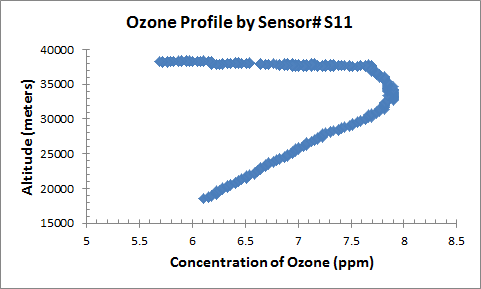 Ozone Profile by Sensor# S11
Altitude (meters)
40000
35000
30000
25000
20000
15000
5 5.5 6 6.5 7 7.5 8 8.5
Concentration of Ozone (ppm)